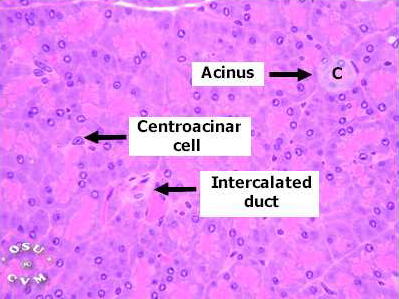 Acinus
C
Centroacinar
cell
Intercalated
duct
OSU
CVM